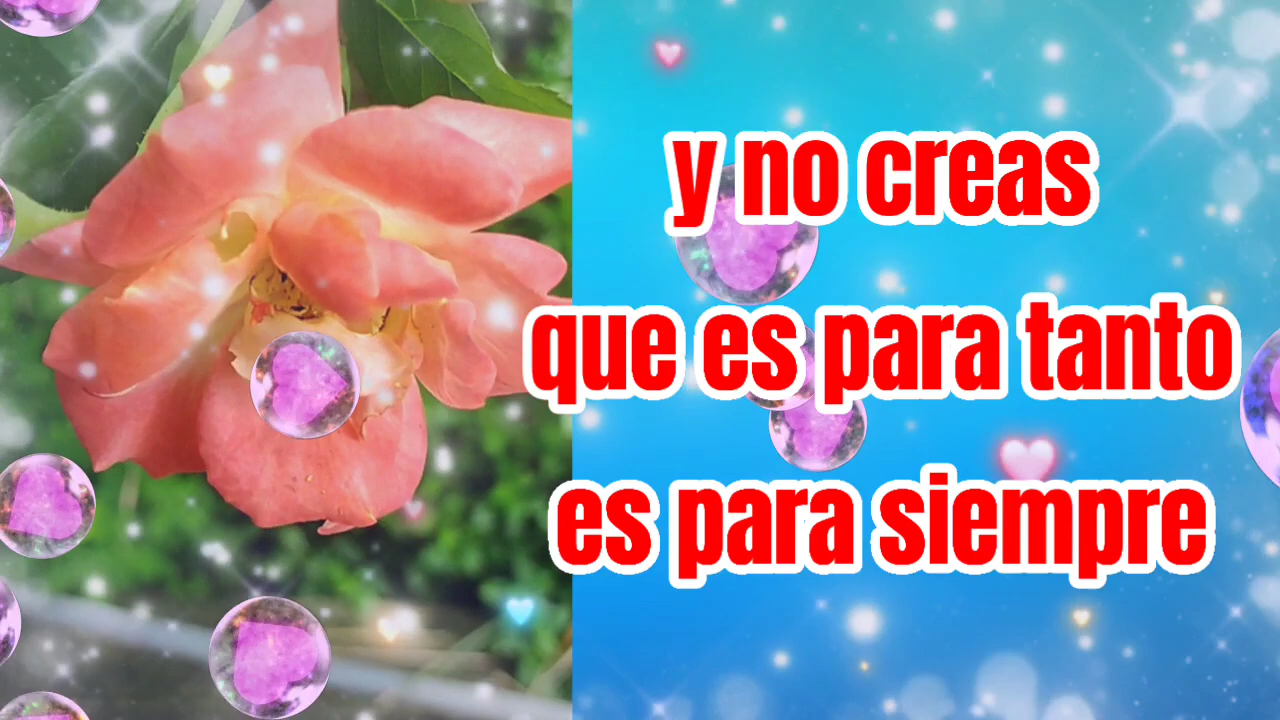 y no creas
que es para tanto
es para siempre